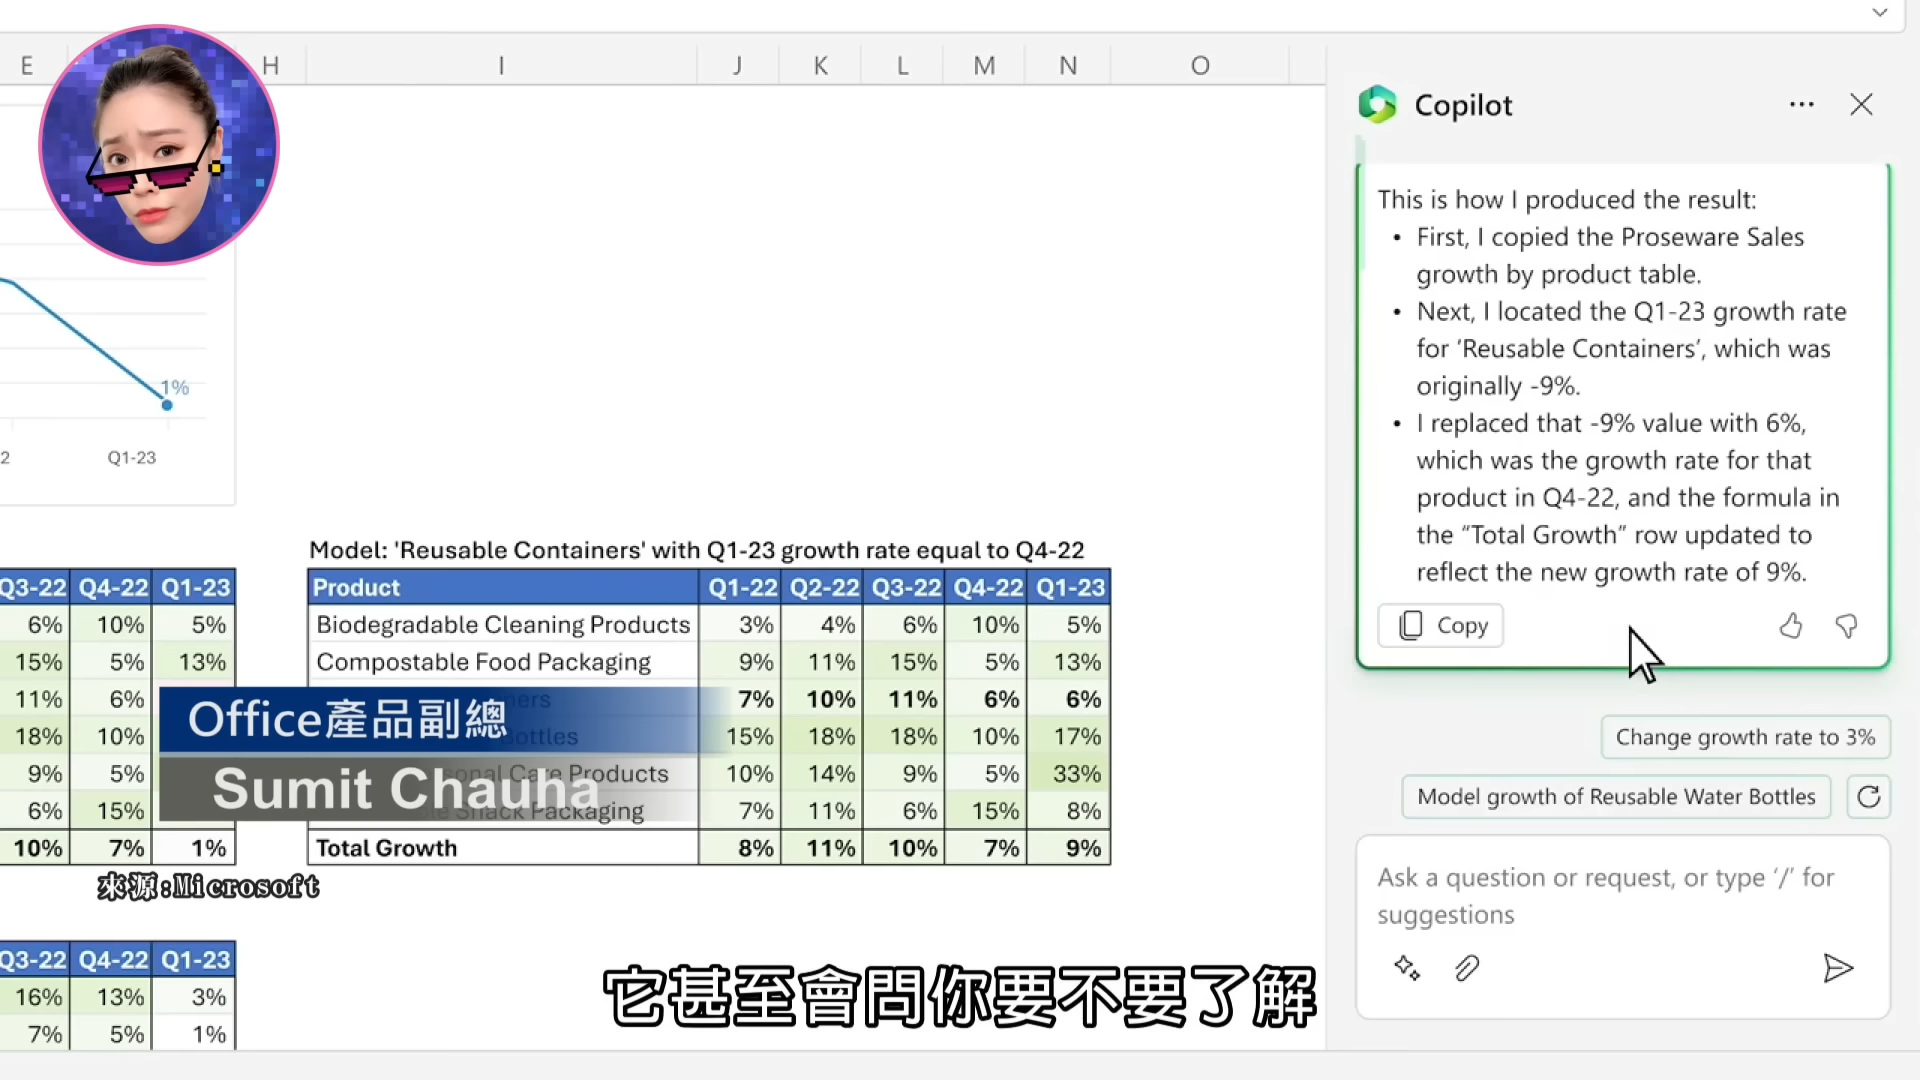 E H I J K L M N O
Copilot
This is how I produced the result:
• First, I copied the Proseware Sales
growth by product table.
• Next, I located the Q1-23 growth rate
for ‘Reusable Containers’, which was
originally -9%.
• I replaced that -9% value with 6%,
which was the growth rate for that
product in Q4-22, and the formula in
the “Total Growth” row updated to
reflect the new growth rate of 9%.
Copy
Change growth rate to 3%
Model growth of Reusable Water Bottles
Ask a question or request, or type ‘/’ for
suggestions
1%
2 Q1-23
Model: 'Reusable Containers' with Q1-23 growth rate equal to Q4-22
Q3-22 Q4-22 Q1-23
6% 10% 5%
15% 5% 13%
11% 6%
18% 10%
9% 5%
6% 15%
10% 7% 1%
Product Q1-22 Q2-22 Q3-22 Q4-22 Q1-23
Biodegradable Cleaning Products 3% 4% 6% 10% 5%
Compostable Food Packaging 9% 11% 15% 5% 13%
ners 7% 10% 11% 6% 6%
Bottles 15% 18% 18% 10% 17%
sonal Care Products 10% 14% 9% 5% 33%
le Snack Packaging 7% 11% 6% 15% 8%
Total Growth 8% 11% 10% 7% 9%
Office產品副總
Sumit Chauha
來源:Microsoft
Q3-22 Q4-22 Q1-23
16% 13% 3%
7% 5% 1%
它甚至會問你要不要了解